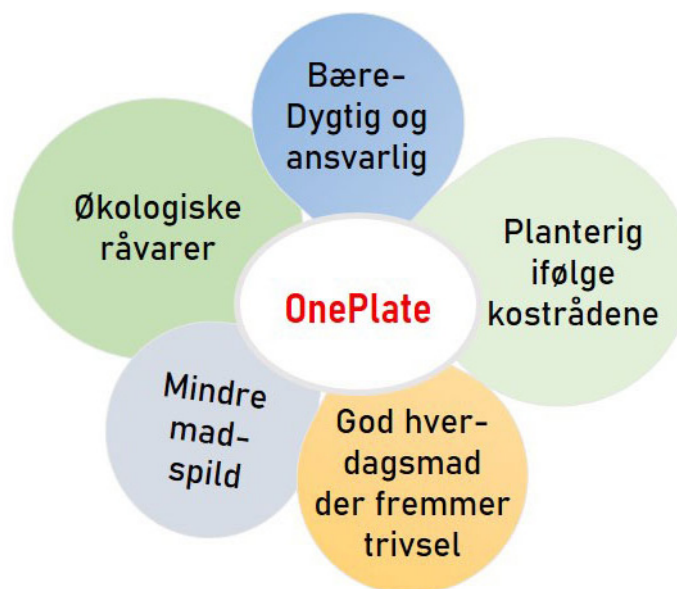 Bære-
Dygtig og
ansvarlig
Økologiske
råvarer
Planterig
ifølge
kostrådene
OnePlate
Mindre
mad-
spild
God hver-
dagsmad
der fremmer
trivsel